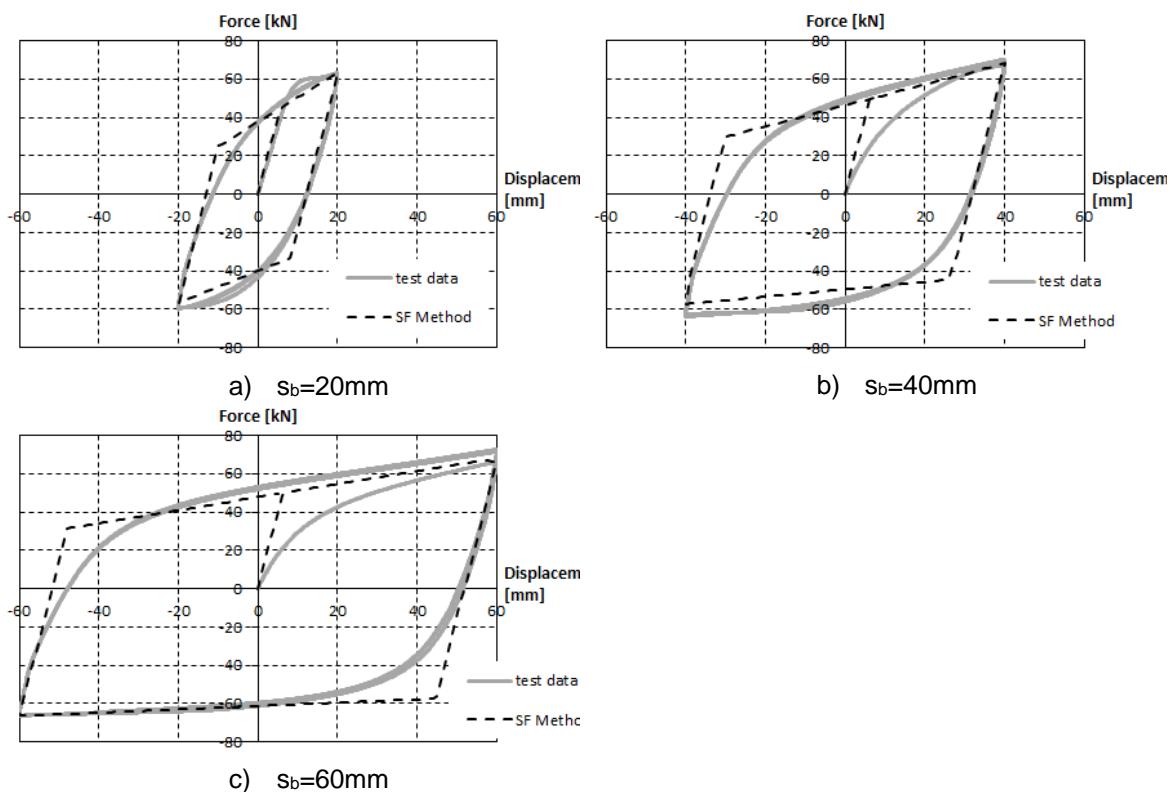 Force [kN]
80
60
40
20
0
-20
-40
-60
-80
-60 -40 -20 0 20 40 60
Displacem
[mm]
test data
SF Method
a) sb=20mm
Force [kN]
80
60
40
20
0
-20
-40
-60
-80
-60 -40 -20 0 20 40 60
Displacem
[mm]
test data
SF Method
b) sb=40mm
Force [kN]
80
60
40
20
0
-20
-40
-60
-80
-60 -40 -20 0 20 40 60
Displacem
[mm]
test data
SF Metho
c) sb=60mm